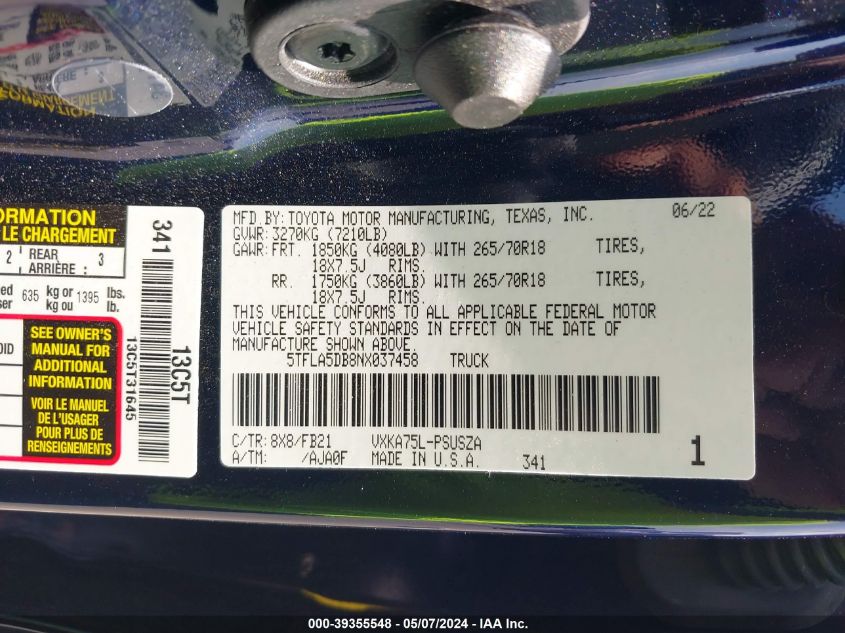 ARRIÈRE : 3
ORMATION
LE CHARGEMENT
2 REAR ARRIÈRE : 3
635 kg or kg ou 1395 lbs. lb.
SEE OWNER'S
MANUAL FOR
ADDITIONAL
INFORMATION
VOIR LE MANUEL
DE L'USAGER
POUR PLUS DE
RENSEIGNEMENTS
341
13C5T
13C5T31645
MFD.BY:TOYOTA MOTOR MANUFACTURING, TEXAS, INC. 06/22
GVWR:3270KG (7210LB)
GAWR:FRT. 1850KG (4080LB) WITH 265/70R18 TIRES,
18X7.5J RIMS.
RR. 1750KG (3860LB) WITH 265/70R18 TIRES,
18X7.5J RIMS.
THIS VEHICLE CONFORMS TO ALL APPLICABLE FEDERAL MOTOR
VEHICLE SAFETY STANDARDS IN EFFECT ON THE DATE OF
MANUFACTURE SHOWN ABOVE.
5TFLA5DB8NX037458 TRUCK
C/TR:8X8/FB21 VXKA75L-PSUSZA
A/TM: /AJA0F MADE IN U.S.A. 341 1
000-39355548 - 05/07/2024 - IAA Inc.